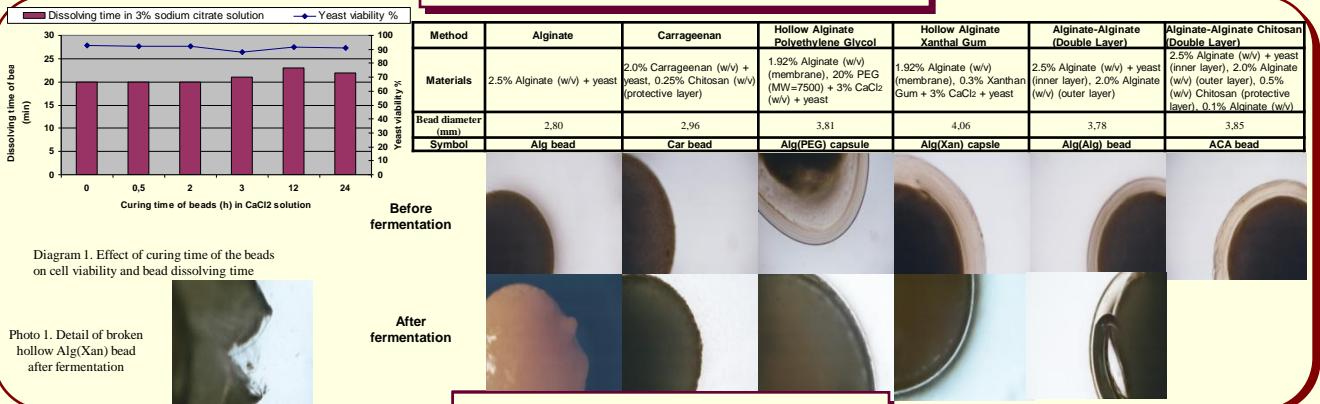 Dissolving time in 3% sodium citrate solution
Yeast viability %
30
25
20
15
10
5
0
Dissolving time of bea
(min)
100
90
80
70
60
50
40
30
20
10
0
Yeast viability %
0
0,5
2
3
12
24
Curing time of beads (h) in CaCl2 solution
Diagram 1. Effect of curing time of the beads
on cell viability and bead dissolving time
Photo 1. Detail of broken
hollow Alg(Xan) bead
after fermentation
Method
Alginate
Carrageenan
Hollow Alginate
Polyethylene Glycol
Hollow Alginate
Xanthal Gum
Alginate-Alginate
(Double Layer)
Alginate-Alginate Chitosan
(Double Layer)
Materials
2.5% Alginate (w/v) + yeast
2.0% Carrageenan (w/v) +
yeast, 0.25% Chitosan (w/v)
(protective layer)
1.92% Alginate (w/v)
(membrane), 20% PEG
(MW=7500) + 3% CaCl2
(w/v) + yeast
1.92% Alginate (w/v)
(membrane), 0.3% Xanthan
Gum + 3% CaCl2 + yeast
2.5% Alginate (w/v) + yeast
(inner layer), 2.0% Alginate
(w/v) (outer layer)
2.5% Alginate (w/v) + yeast
(inner layer), 2.0% Alginate
(w/v) (outer layer), 0.5%
(w/v) Chitosan (protective
layer), 0.1% Alginate (w/v)
Bead diameter
(mm)
2,80
2,96
3,81
4,06
3,78
3,85
Symbol
Alg bead
Car bead
Alg(PEG) capsule
Alg(Xan) capsle
Alg(Alg) bead
ACA bead
Before
fermentation
After
fermentation